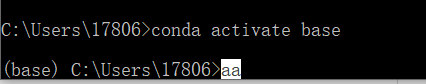 C:\Users\17806>conda activate base
(base) C:\Users\17806>aa